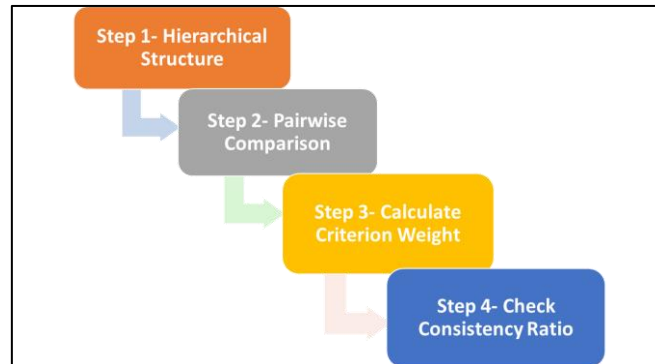 Step 1- Hierarchical
Structure
Step 2- Pairwise
Comparison
Step 3- Calculate
Criterion Weight
Step 4- Check
Consistency Ratio